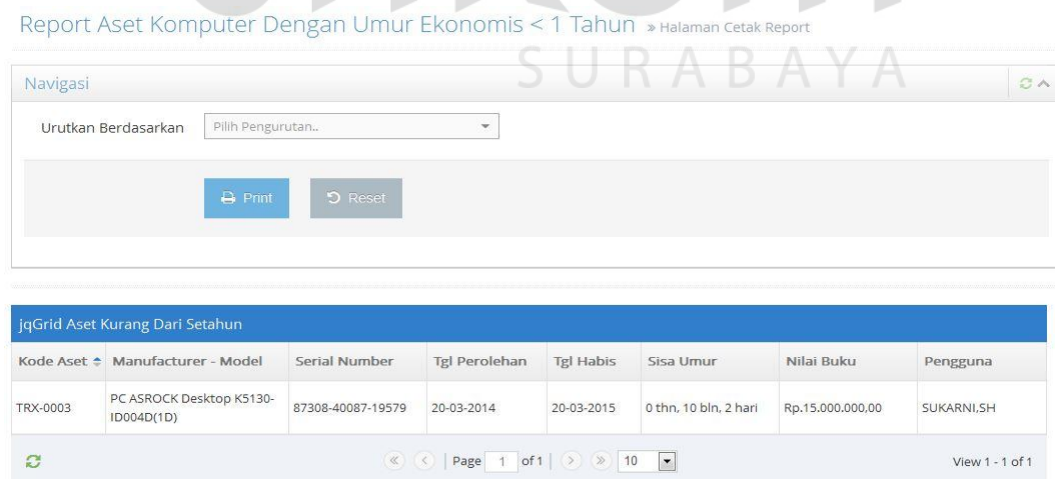 Report Aset Komputer Dengan Umur Ekonomis < 1 Tahun » Halaman Cetak Report
SURABAYA
Navigasi
Urutkan Berdasarkan Pilih Pengurutan..
Print Reset
jqGrid Aset Kurang Dari Setahun
Kode Aset Manufacturer - Model Serial Number Tgl Perolehan Tgl Habis Sisa Umur Nilai Buku Pengguna
TRX-0003 PC ASROCK Desktop K5130-ID004D(1D) 87308-40087-19579 20-03-2014 20-03-2015 0 thn, 10 bln, 2 hari Rp.15.000.000,00 SUKARNI,SH
Page 1 of 1 10 View 1 - 1 of 1